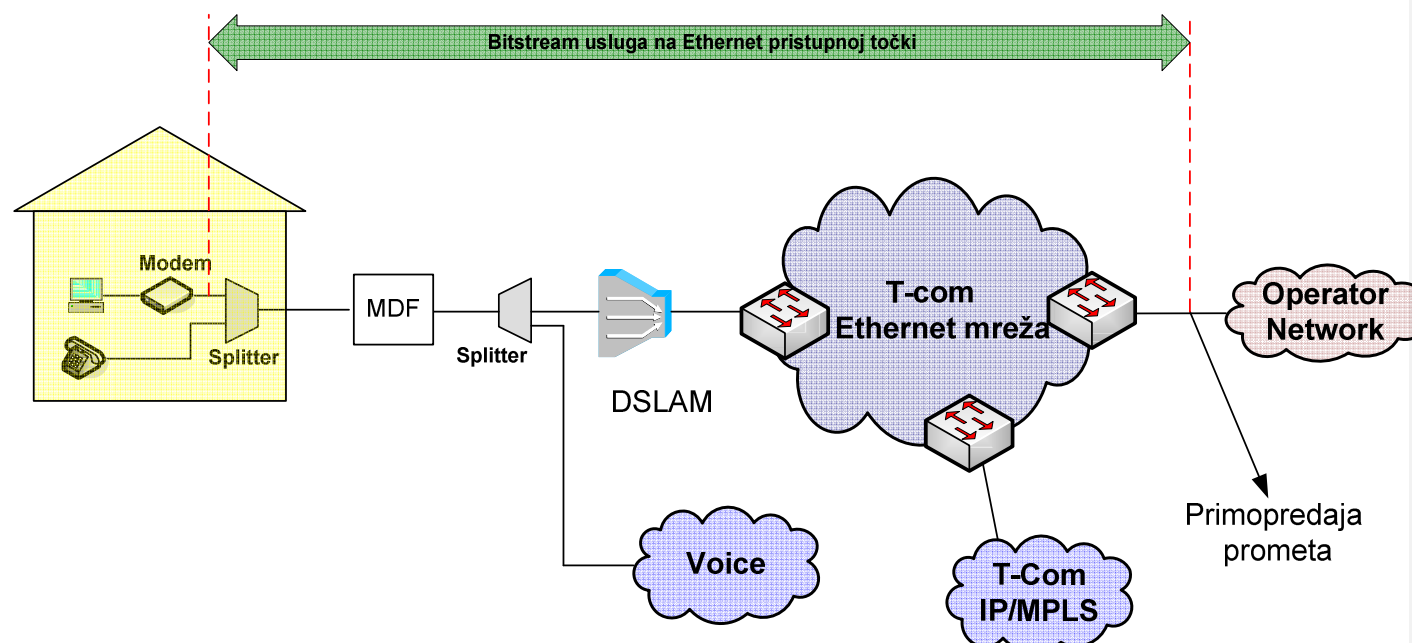 Bitstream usluga na Ethernet pristupnoj točki
Modem
Splitter
MDF
Splitter
DSLAM
T-com
Ethernet mreža
Operator
Network
Primopredaja
prometa
Voice
T-Com
IP/MPLS